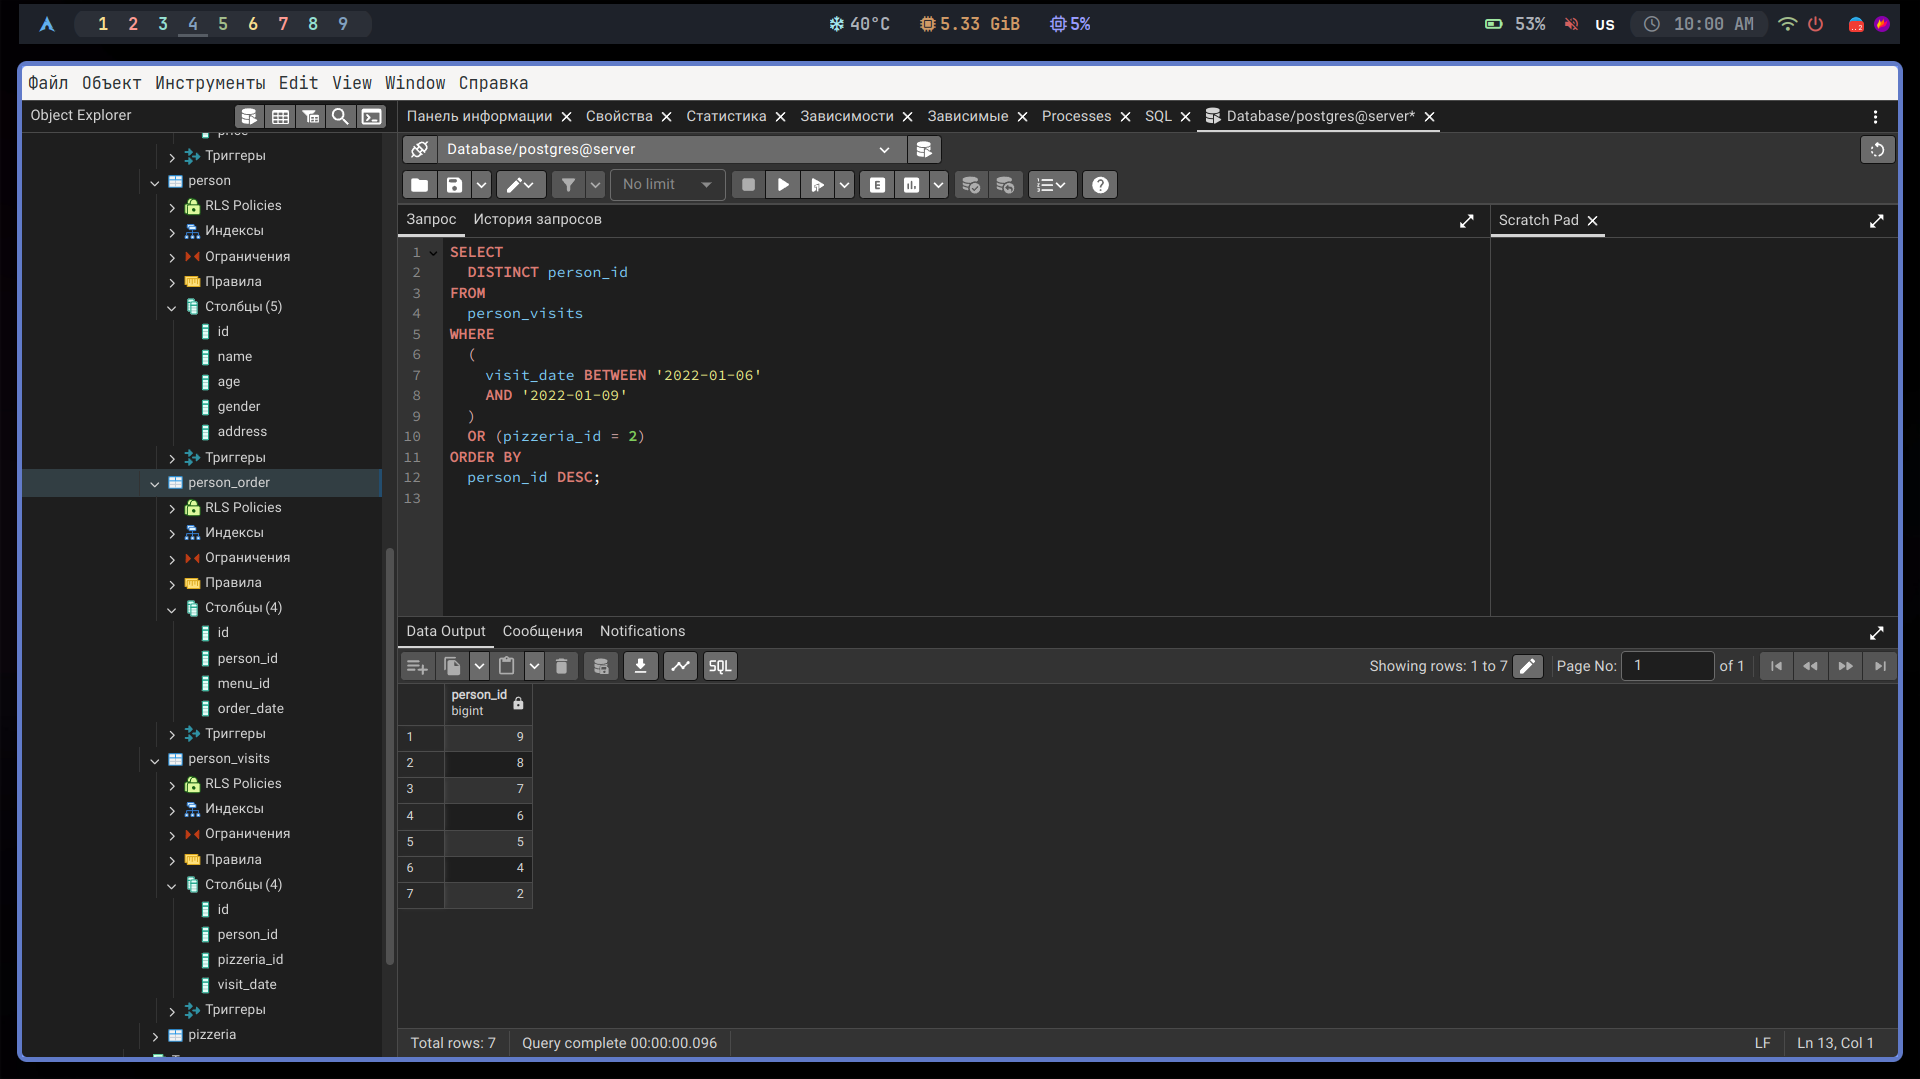 1 2 3 4 5 6 7 8 9
40°C 5.33 GiB 5%
53% US 10:00 AM
Файл Объект Инструменты Edit View Window Справка
Object Explorer
Панель информации Свойства Статистика Зависимости Зависимые Processes SQL Database/postgres@server*
price
Триггеры
person
RLS Policies
Индексы
Ограничения
Правила
Столбцы (5)
id
name
age
gender
address
Триггеры
person_order
RLS Policies
Индексы
Ограничения
Правила
Столбцы (4)
id
person_id
menu_id
order_date
Триггеры
person_visits
RLS Policies
Индексы
Ограничения
Правила
Столбцы (4)
id
person_id
pizzeria_id
visit_date
Триггеры
pizzeria
Database/postgres@server
No limit
E
Запрос История запросов
Scratch Pad
1 SELECT
2 DISTINCT person_id
3 FROM
4 person_visits
5 WHERE
6 (
7 visit_date BETWEEN '2022-01-06'
8 AND '2022-01-09'
9 )
10 OR (pizzeria_id = 2)
11 ORDER BY
12 person_id DESC;
13
Data Output Сообщения Notifications
SQL
Showing rows: 1 to 7 Page No: 1 of 1
person_id
bigint
1 9
2 8
3 7
4 6
5 5
6 4
7 2
Total rows: 7 Query complete 00:00:00.096
LF Ln 13, Col 1